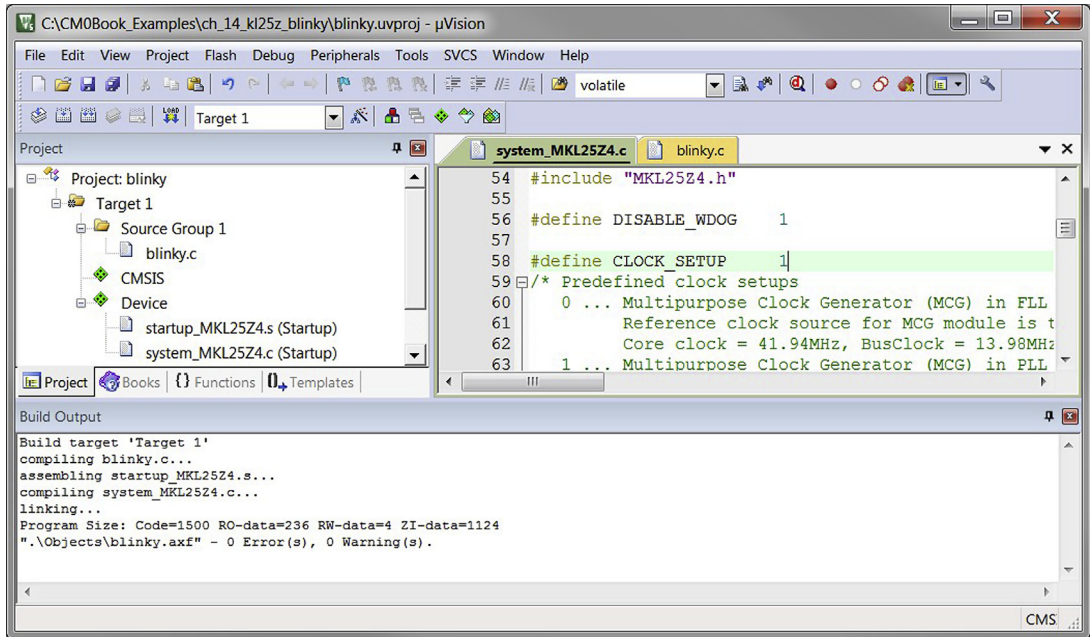 C:\CM0Book_Examples\ch_14_kl25z_blinky\blinky.uvproj - µVision
File Edit View Project Flash Debug Peripherals Tools SVCS Window Help
volatile
LOAD
Target 1
Project
Project: blinky
Target 1
Source Group 1
blinky.c
CMSIS
Device
startup_MKL25Z4.s (Startup)
system_MKL25Z4.c (Startup)
Project Books {} Functions 0 Templates
system_MKL25Z4.c blinky.c
54 #include "MKL25Z4.h"
55
56 #define DISABLE_WDOG 1
57
58 #define CLOCK_SETUP 1
59 /* Predefined clock setups
60 0 ... Multipurpose Clock Generator (MCG) in FLL
61 Reference clock source for MCG module is t
62 Core clock = 41.94MHz, BusClock = 13.98MHz
63 1 ... Multipurpose Clock Generator (MCG) in PLL
Build Output
Build target 'Target 1'
compiling blinky.c...
assembling startup_MKL25Z4.s...
compiling system_MKL25Z4.c...
linking...
Program Size: Code=1500 RO-data=236 RW-data=4 ZI-data=1124
".\Objects\blinky.axf" - 0 Error(s), 0 Warning(s).
CMS